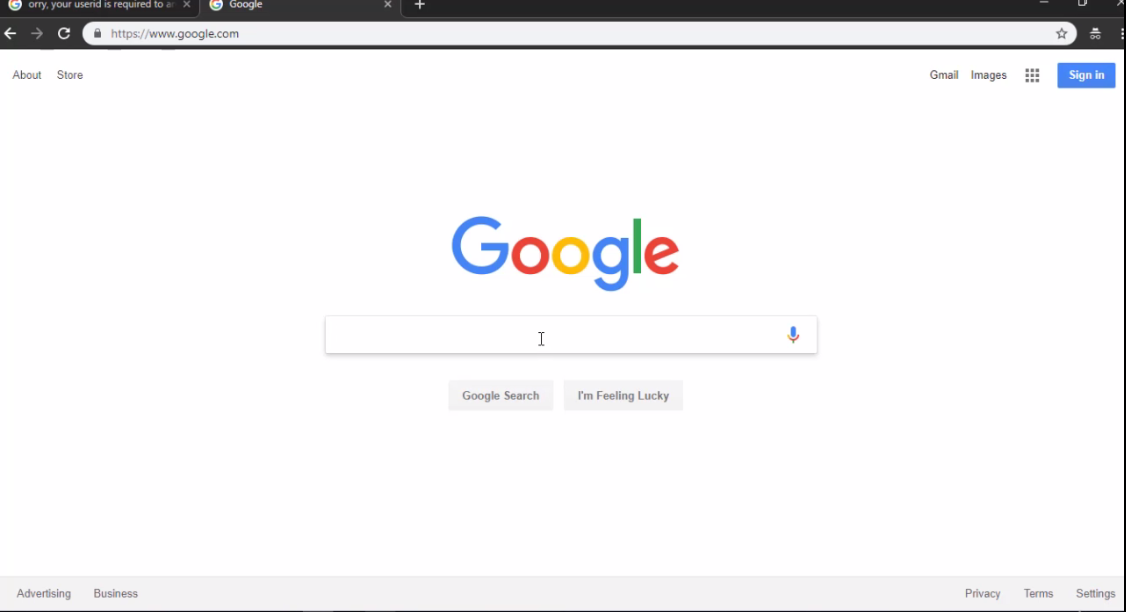 orry, your userid is required to a
Google
https://www.google.com
About Store
Gmail Images Sign in
Google
Google Search I'm Feeling Lucky
Advertising Business
Privacy Terms Settings